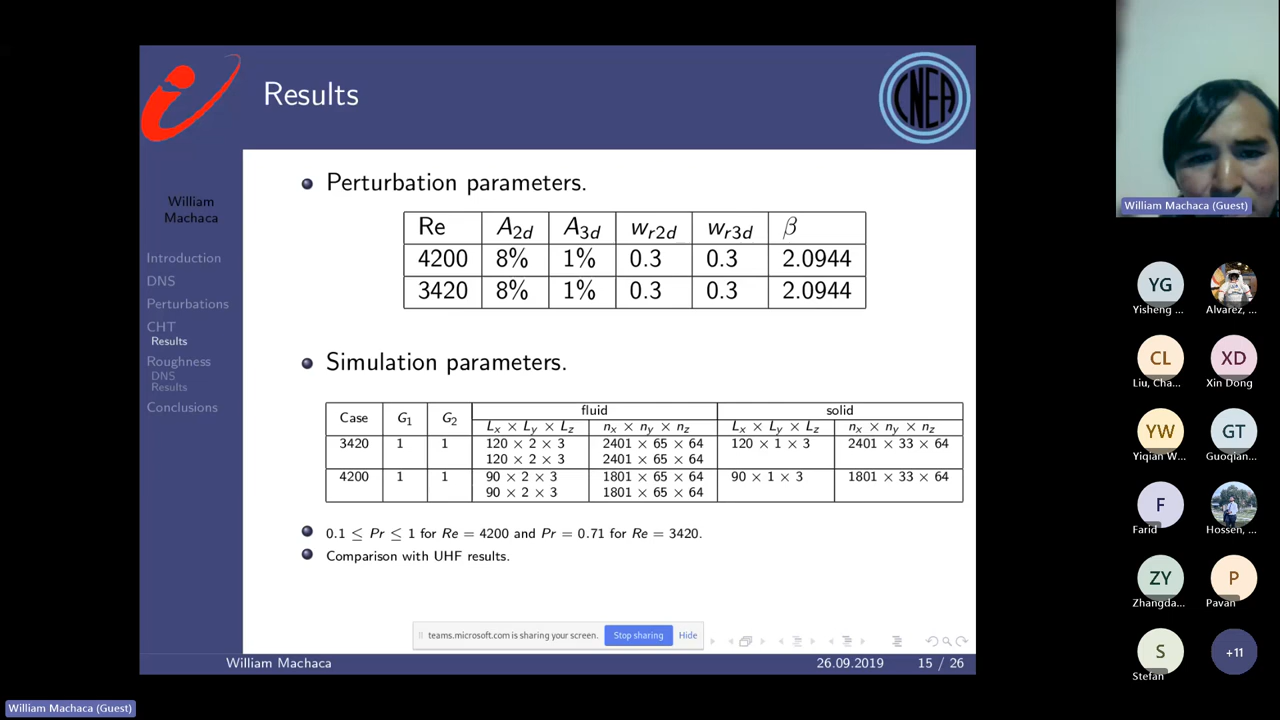 Results
CNEA
William
Machaca
Introduction
DNS
Perturbations
CHT
Results
Roughness
DNS
Results
Conclusions
Perturbation parameters.
Re A2d A3d wr2d wr3d β
4200 8% 1% 0.3 0.3 2.0944
3420 8% 1% 0.3 0.3 2.0944
Simulation parameters.
Case G1 G2 fluid solid
Lx × Ly × Lz nx × ny × nz Lx × Ly × Lz nx × ny × nz
3420 1 1 120 × 2 × 3 2401 × 65 × 64 120 × 1 × 3 2401 × 33 × 64
120 × 2 × 3 2401 × 65 × 64
4200 1 1 90 × 2 × 3 1801 × 65 × 64 90 × 1 × 3 1801 × 33 × 64
90 × 2 × 3 1801 × 65 × 64
0.1 ≤ Pr ≤ 1 for Re = 4200 and Pr = 0.71 for Re = 3420.
Comparison with UHF results.
teams.microsoft.com is sharing your screen. Stop sharing Hide
William Machaca 26.09.2019 15 / 26
William Machaca (Guest)
YG
Yisheng ... Alvarez, ...
CL XD
Liu, Cha... Xin Dong
YW GT
Yiqian W... Guoqian...
F
Farid Hossen, ...
ZY P
Zhangda... Pavan
S +11
Stefan
William Machaca (Guest)